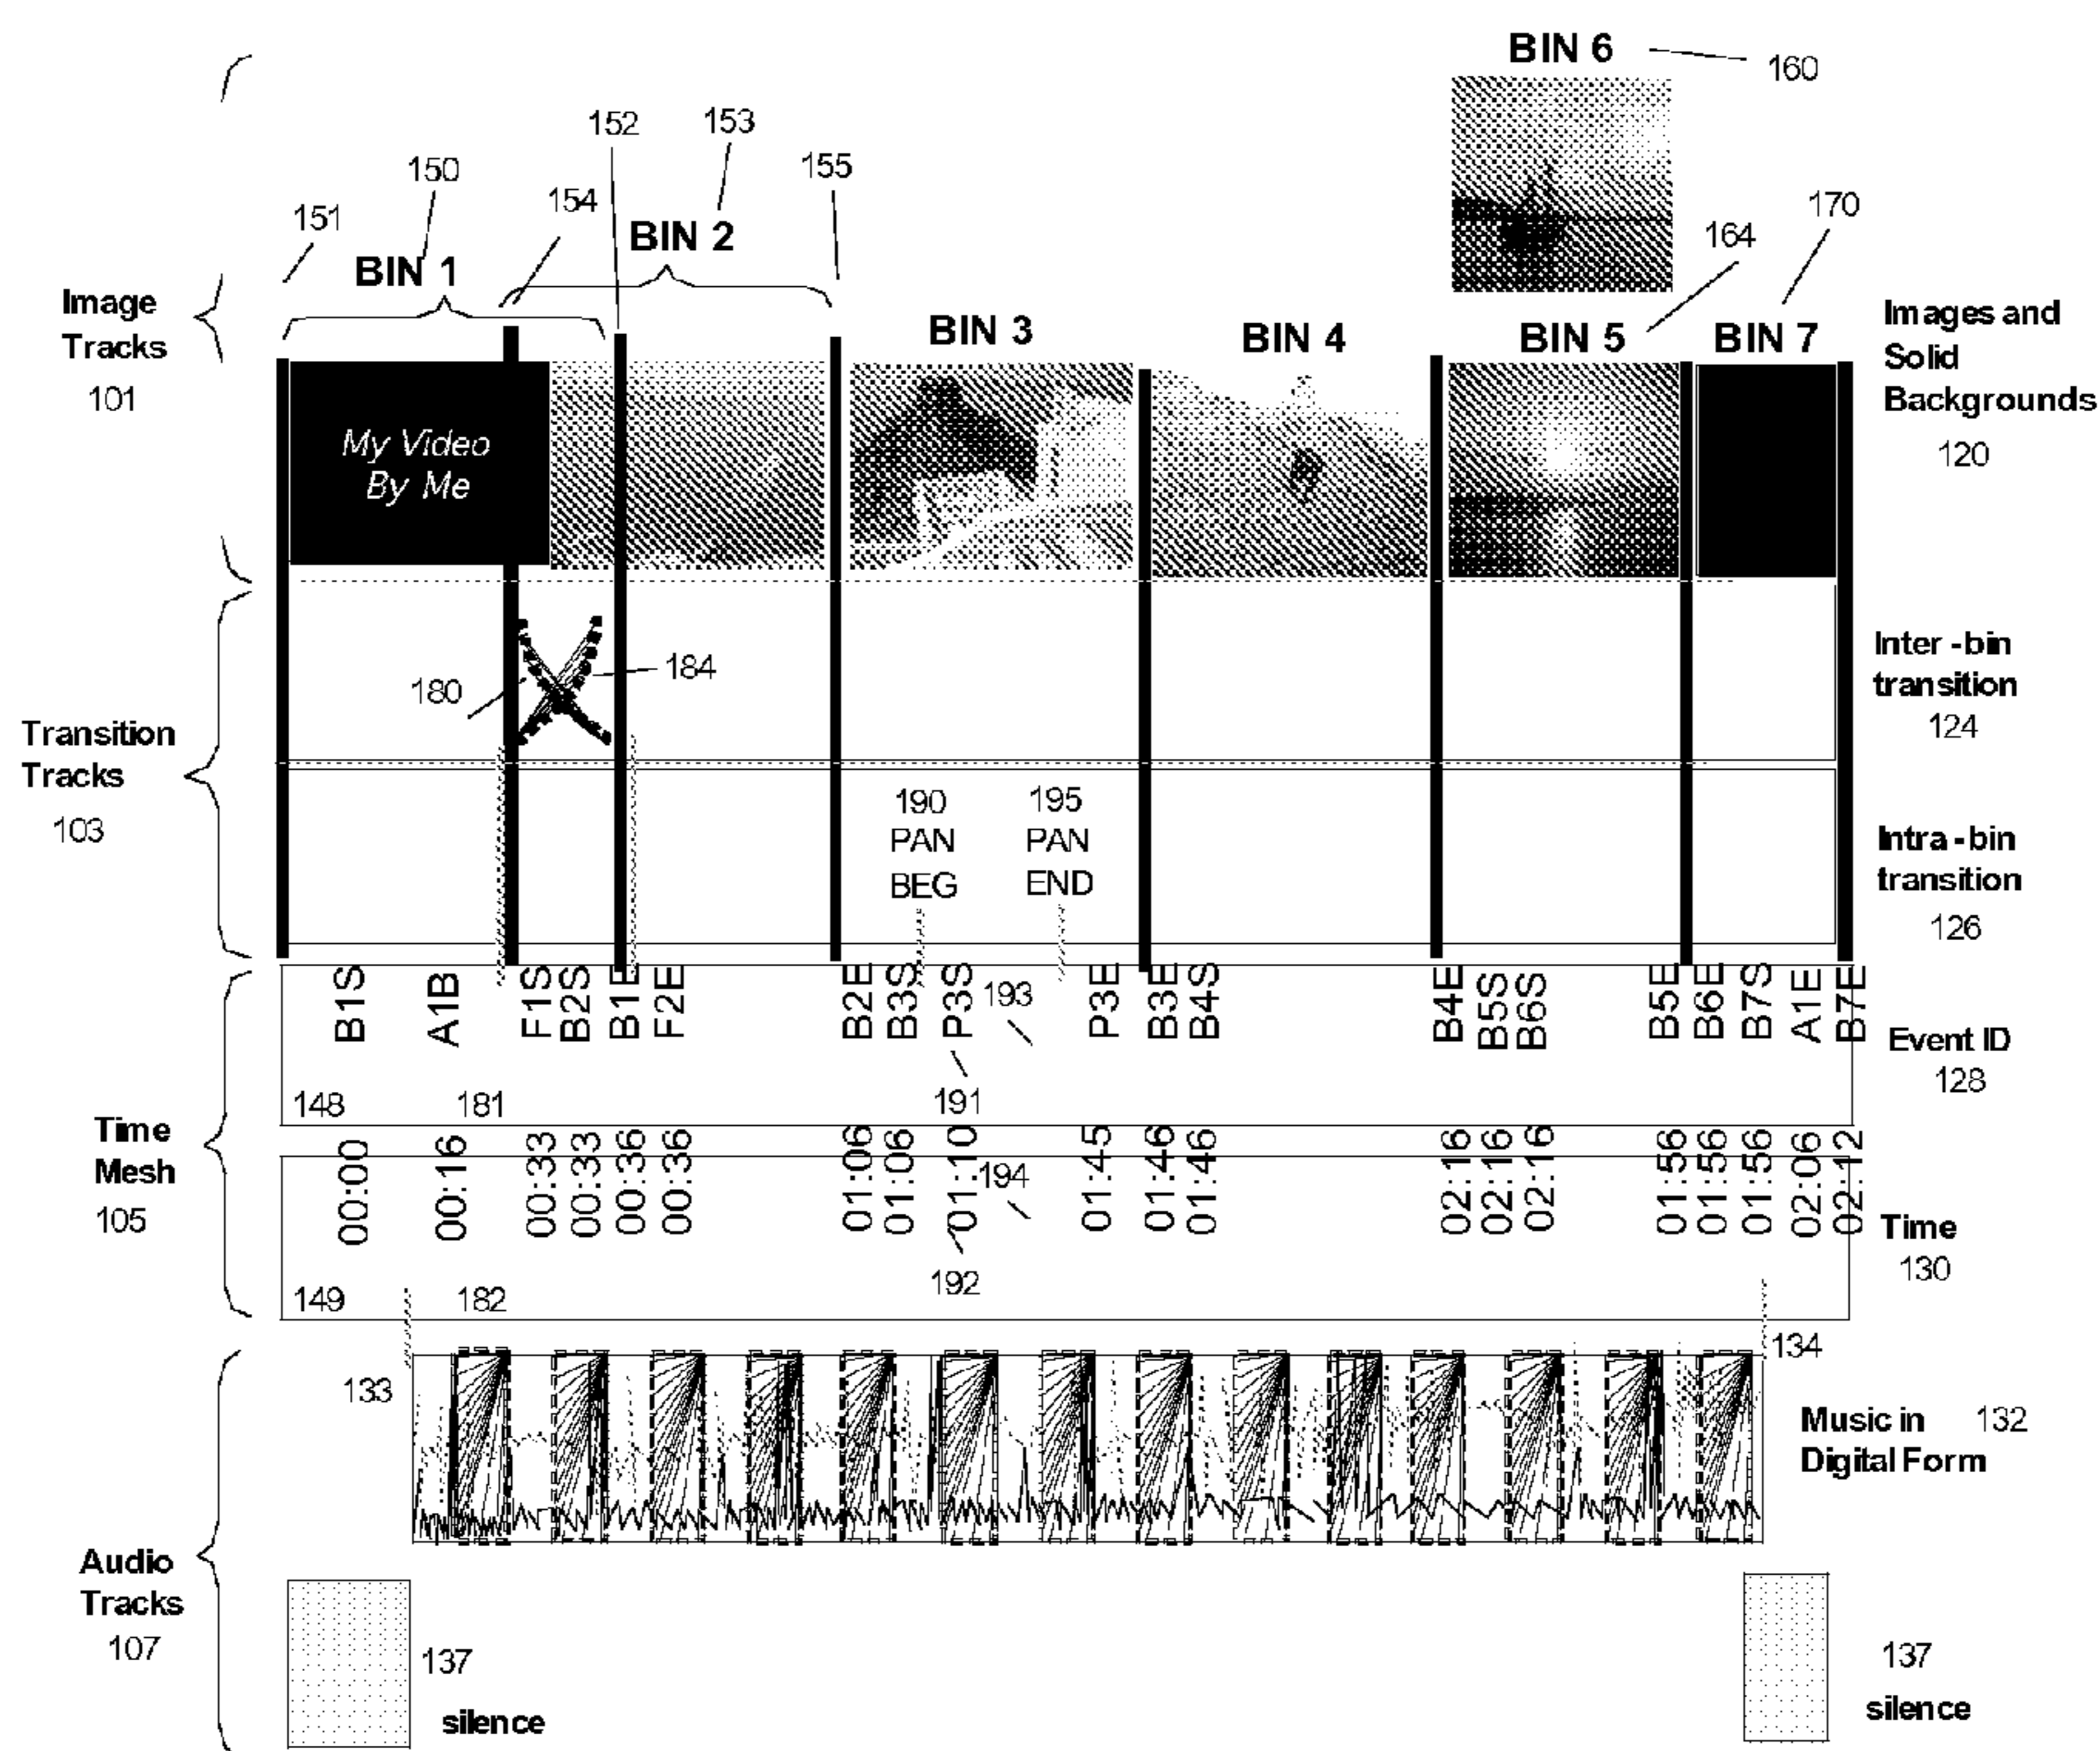 BIN 6
160
152
153
155
150
154
151
BIN 2
164
170
BIN 1
Image
Tracks
101
BIN 3
BIN 4
BIN 5
BIN 7
Images and
Solid
Backgrounds
120
My Video
By Me
180
184
Inter -bin
transition
124
Transition
Tracks
103
190
PAN
BEG
195
PAN
END
Intra -bin
transition
126
B1S
A1B
F1S
B2S
B1E
F2E
B2E
B3S
P3S
193
P3E
B3E
B4S
B4E
B5S
B6S
B5E
B6E
B7S
A1E
B7E
Event ID
128
148
181
191
Time
Mesh
105
00:00
00:16
00:33
00:33
00:36
00:36
01:06
01:06
01:10
194
01:45
01:46
01:46
02:16
02:16
02:16
01:56
01:56
01:56
02:06
02:12
Time
130
149
182
192
133
134
Music in
Digital Form
132
Audio
Tracks
107
137
silence
137
silence